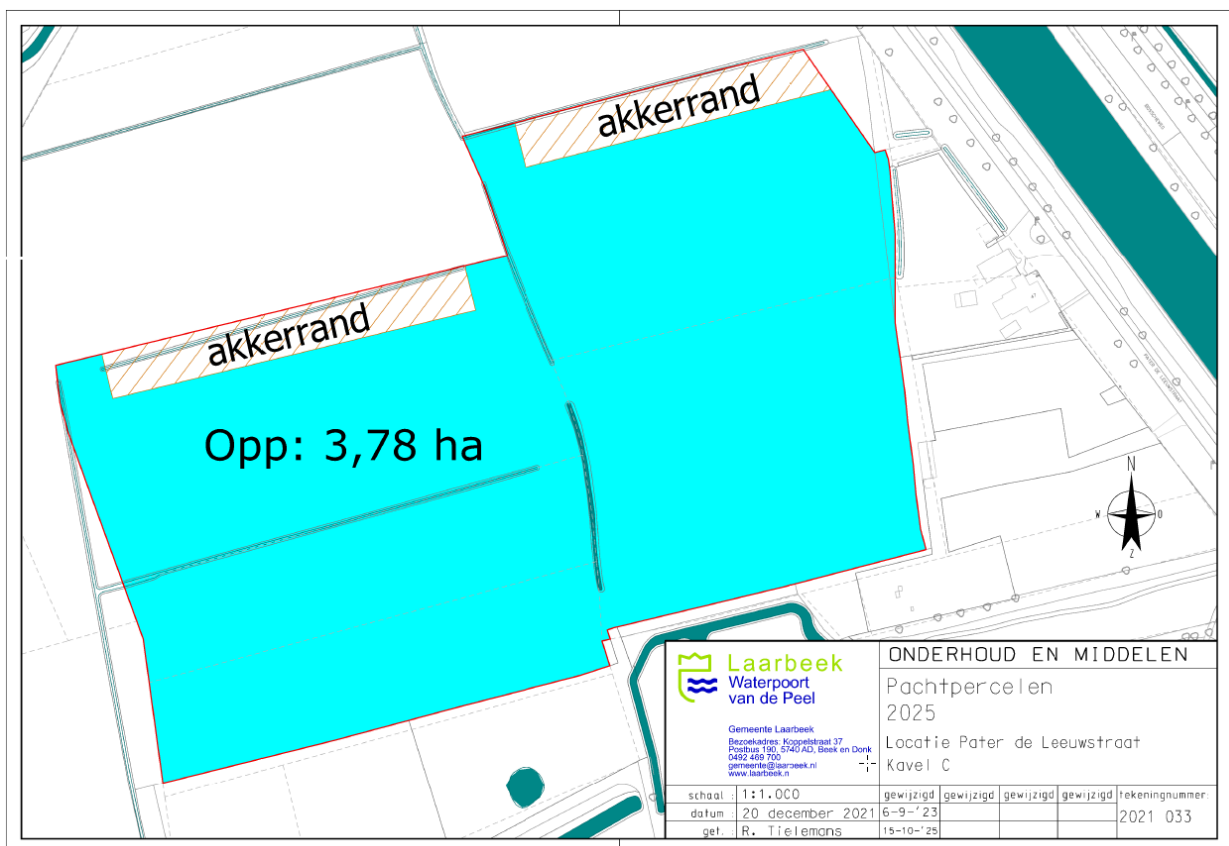 akkerrand
akkerrand
Opp: 3,78 ha
N
W
O
Z
PATER DE LEEUWSTRAAT
Laarbeek
Waterpoort
van de Peel
Gemeente Laarbeek
Bezoekadres: Koppelstraat 37
Postbus 190, 5740 AD, Beek en Donk
0492 469 700
gemeente@laarbeek.nl
www.laarbeek.n
ONDERHOUD EN MIDDELEN
Pachtpercelen
2025
Locatie Pater de Leeuwstraat
Kavel C
schaal : 1:1.000
datum : 20 december 2021
get. : R. Tielemans
gewijzigd gewijzigd gewijzigd gewijzigd tekeningnummer:
6-9-'23
15-10-'25
2021 033